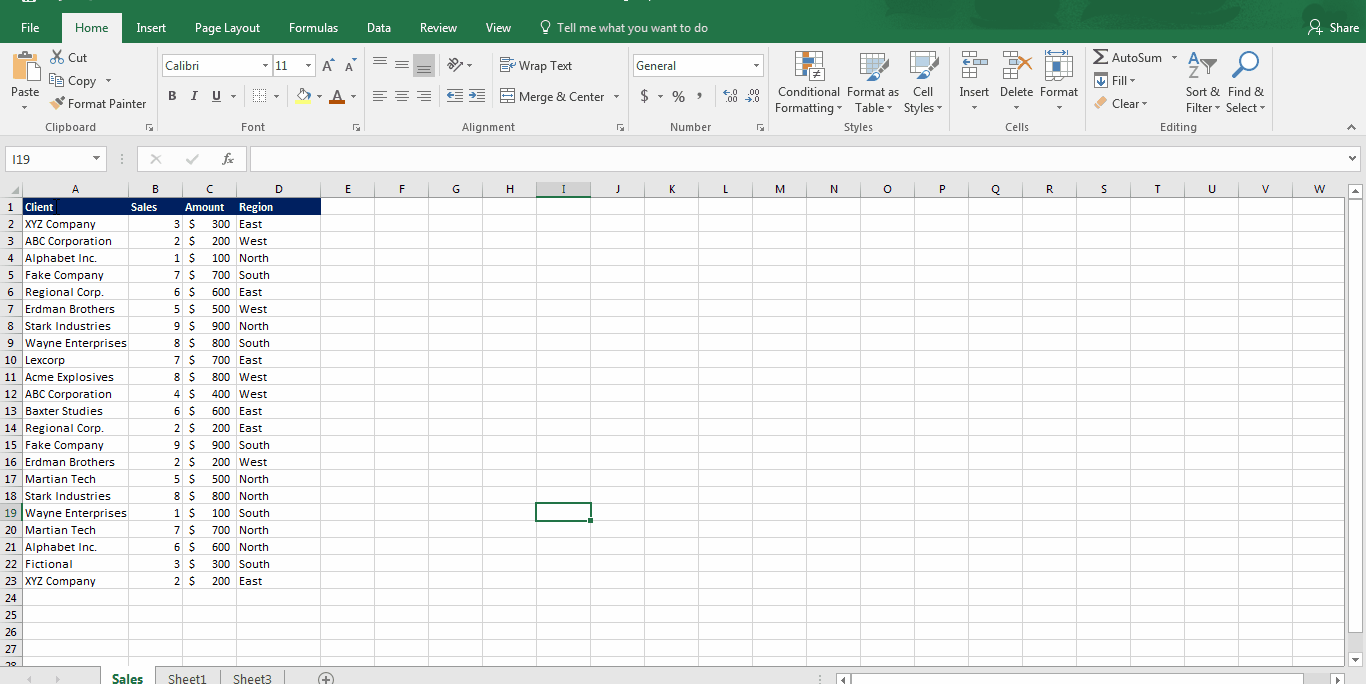 File Home Insert Page Layout Formulas Data Review View Tell me what you want to do Share
Paste Cut Copy Format Painter Clipboard
Calibri 11 A A B I U A Font
Wrap Text Merge & Center Alignment
General $ % , .00 .0 Number
Conditional Formatting Format as Table Cell Styles Styles
Insert Delete Format Cells
AutoSum Fill Clear Sort & Filter Find & Select Editing
I19 fx
A B C D E F G H I J K L M N O P Q R S T U V W
1 Client Sales Amount Region
2 XYZ Company 3 $ 300 East
3 ABC Corporation 2 $ 200 West
4 Alphabet Inc. 1 $ 100 North
5 Fake Company 7 $ 700 South
6 Regional Corp. 6 $ 600 East
7 Erdman Brothers 5 $ 500 West
8 Stark Industries 9 $ 900 North
9 Wayne Enterprises 8 $ 800 South
10 Lexcorp 7 $ 700 East
11 Acme Explosives 8 $ 800 West
12 ABC Corporation 4 $ 400 West
13 Baxter Studies 6 $ 600 East
14 Regional Corp. 2 $ 200 East
15 Fake Company 9 $ 900 South
16 Erdman Brothers 2 $ 200 West
17 Martian Tech 5 $ 500 North
18 Stark Industries 8 $ 800 North
19 Wayne Enterprises 1 $ 100 South
20 Martian Tech 7 $ 700 North
21 Alphabet Inc. 6 $ 600 North
22 Fictional 3 $ 300 South
23 XYZ Company 2 $ 200 East
24
25
26
27
28
Sales Sheet1 Sheet3